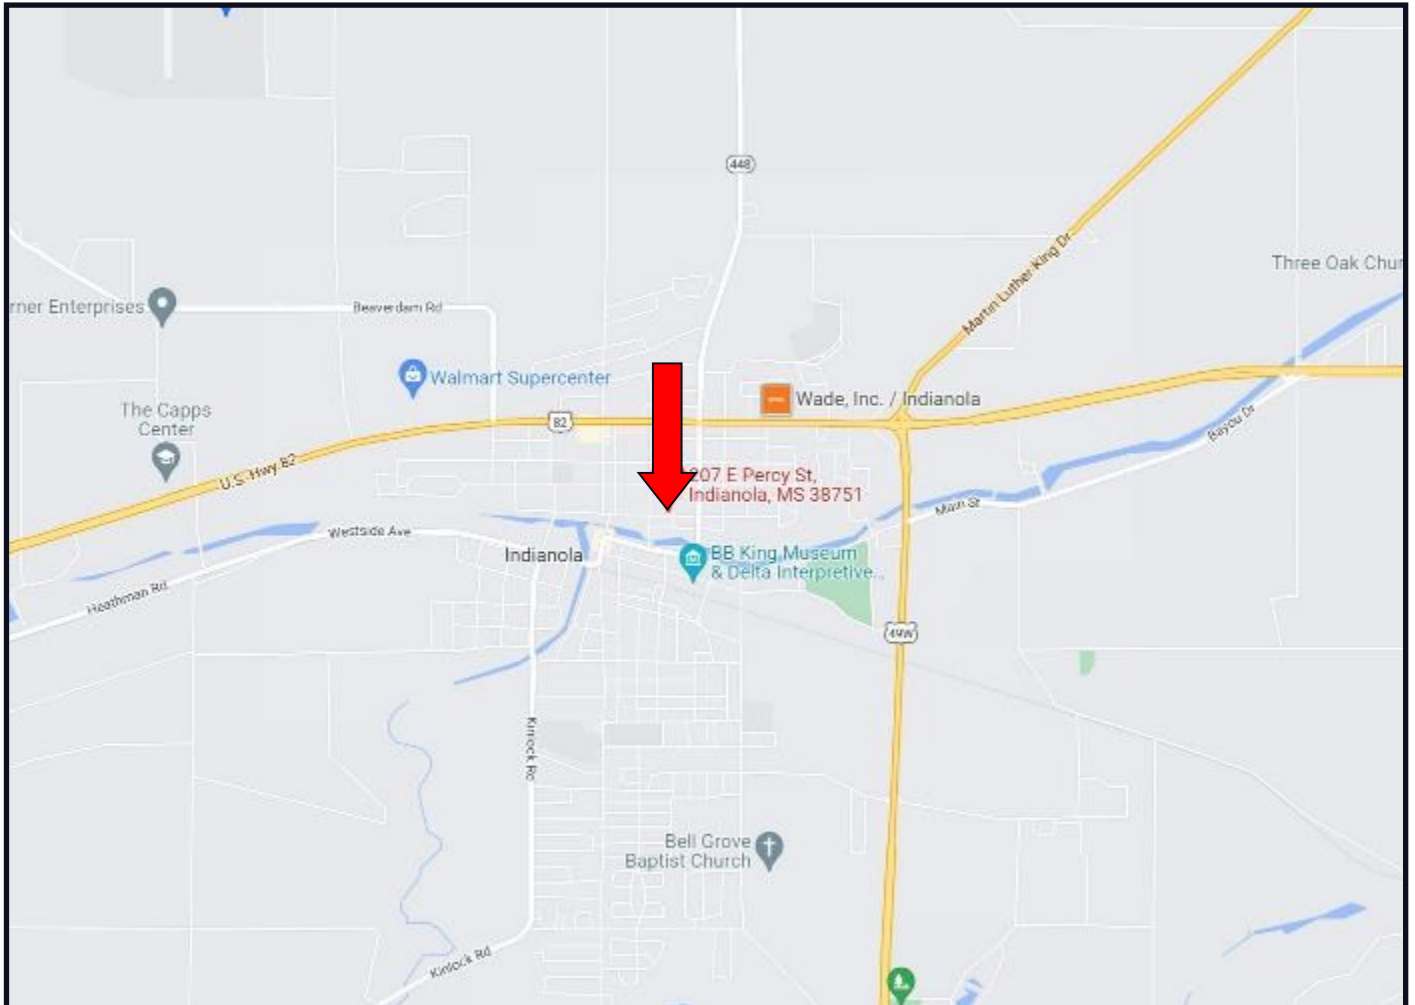 448
Martin Luther King Dr
Three Oak Chur
rner Enterprises
Beaverdam Rd
Walmart Supercenter
Wade, Inc. / Indianola
The Capps
Center
82
U.S. Hwy 82
Bayou Dr
207 E Percy St,
Indianola, MS 38751
Main St
Westside Ave
Indianola
BB King Museum
& Delta Interpretive...
Heathman Rd
49W
Kinlock Rd
Bell Grove
Baptist Church
Kinlock Rd